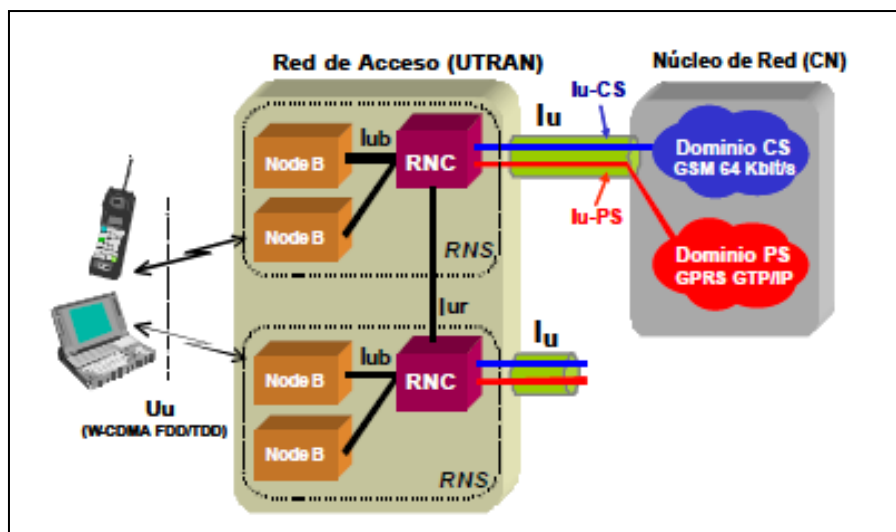 Red de Acceso (UTRAN)
Núcleo de Red (CN)
Iu-CS
Iu
Iub
Node B
RNC
Dominio CS
GSM 64 Kbit/s
Iu-PS
Node B
RNS
Dominio PS
GPRS GTP/IP
Iur
Iu
Iub
Node B
RNC
Uu
(W-CDMA FDD/TDD)
Node B
RNS